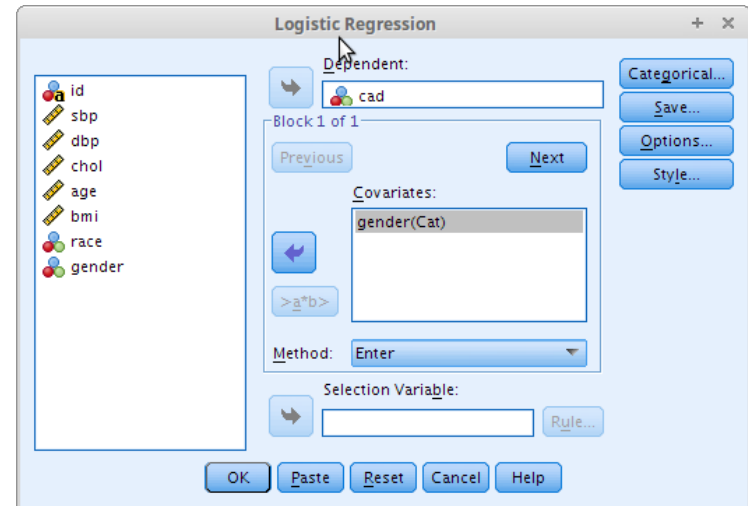 Logistic Regression
id
sbp
dbp
chol
age
bmi
race
gender
Dependent:
cad
Block 1 of 1
Previous
Next
Covariates:
gender(Cat)
>a*b>
Method: Enter
Selection Variable:
Rule...
Categorical...
Save...
Options...
Style...
OK Paste Reset Cancel Help